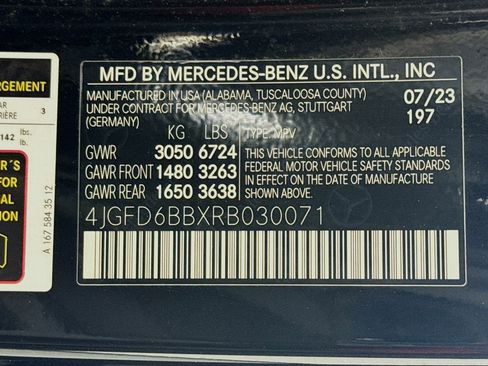 MFD BY MERCEDES-BENZ U.S. INTL., INC
MANUFACTURED IN USA (ALABAMA, TUSCALOOSA COUNTY)
UNDER CONTRACT FOR MERCEDES-BENZ AG, STUTTGART
(GERMANY)
07/23
197
KG LBS
TYPE: MPV
GVWR 3050 6724
GAWR FRONT 1480 3263
GAWR REAR 1650 3638
THIS VEHICLE CONFORMS TO ALL APPLICABLE
FEDERAL MOTOR VEHICLE SAFETY STANDARDS
IN EFFECT ON THE DATE OF MANUFACTURE
SHOWN ABOVE.
4JGFD6BBXRB030071
ARGEMENT
AR
RIÈRE 3
142 lbs.
lb.
R'S
FOR
AL
ION
A 167 584 35 12